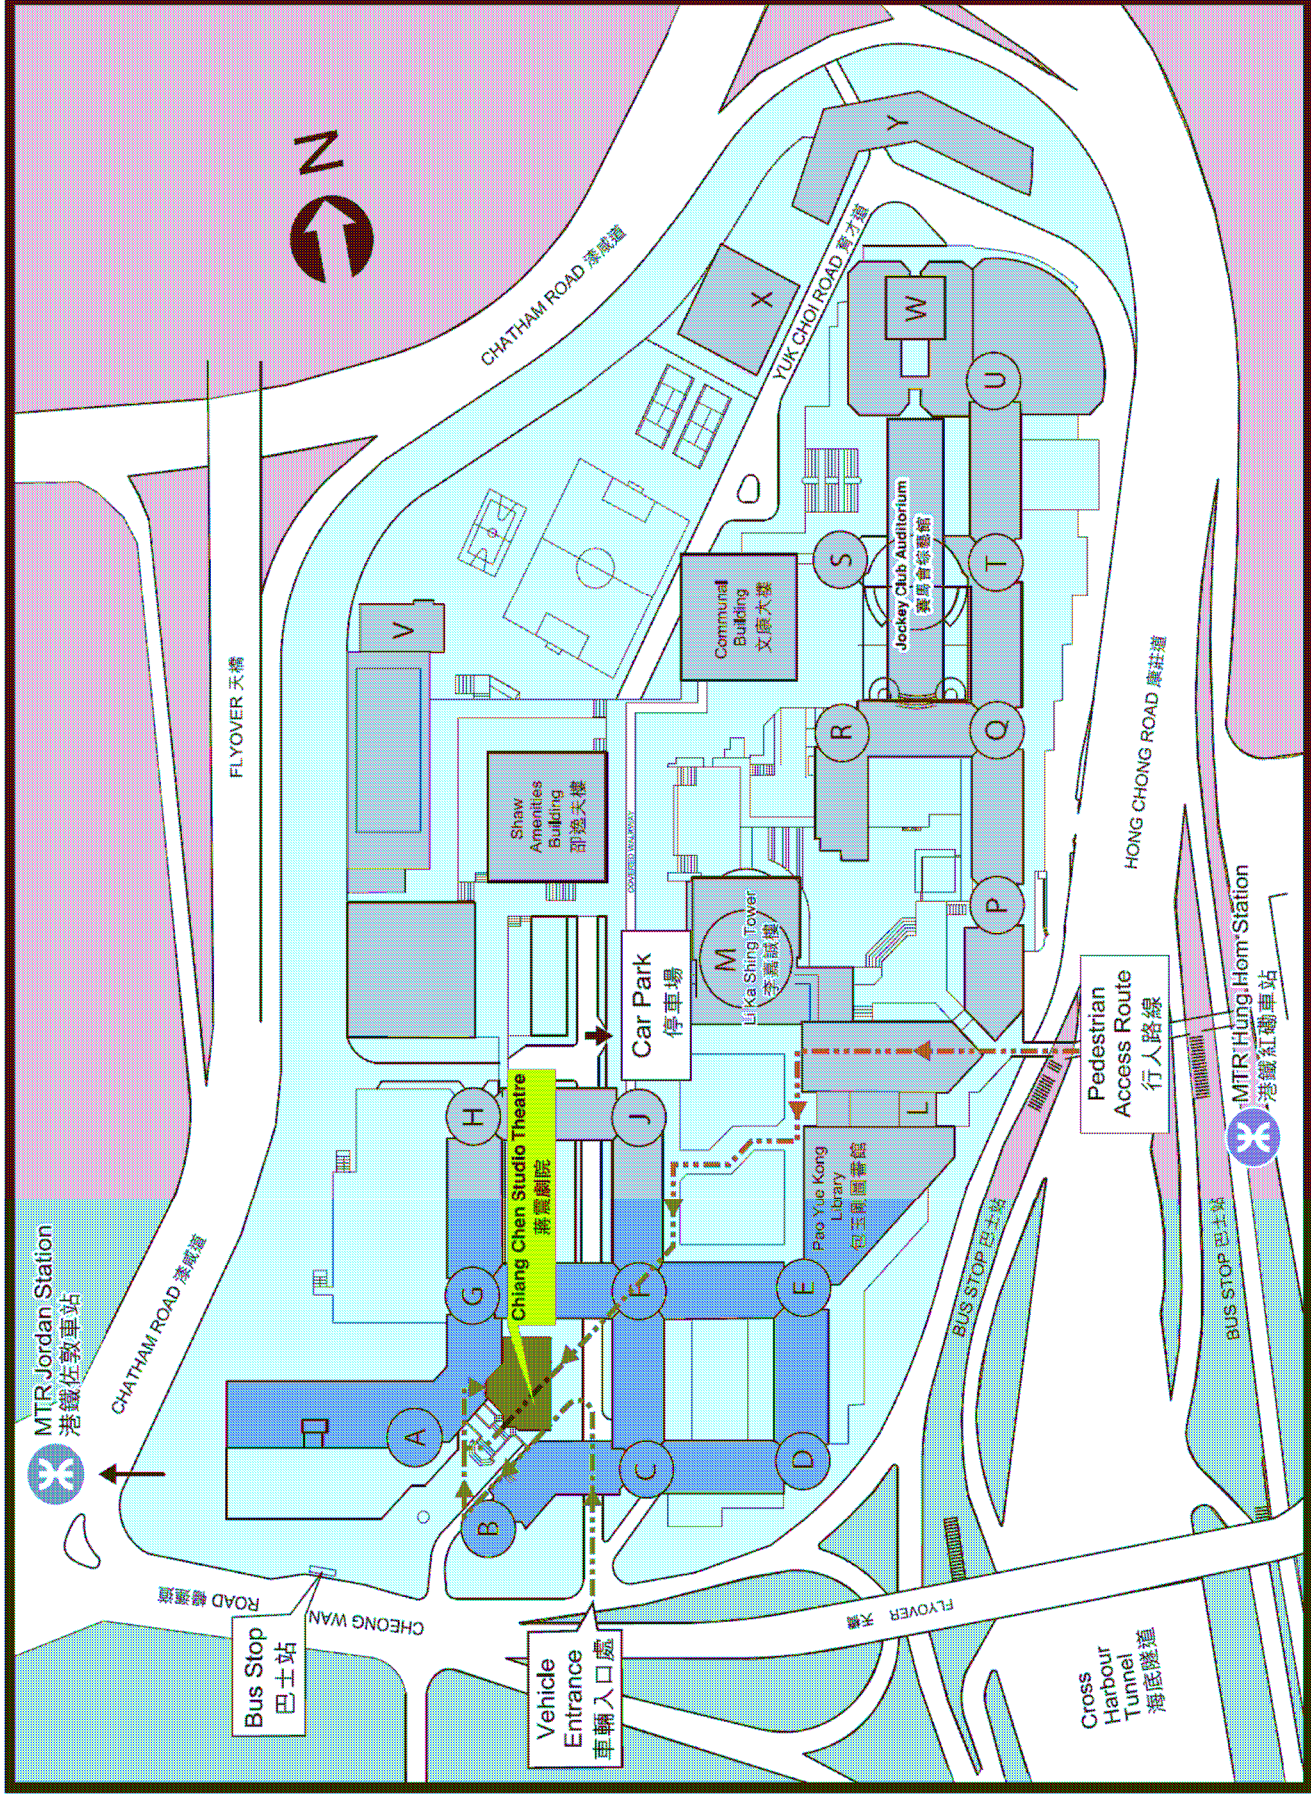 MTR Jordan Station
港鐵佐敦車站
CHATHAM ROAD 漆咸道
FLYOVER 天橋
CHATHAM ROAD 漆咸道
N
Bus Stop
巴士站
CHEONG WAN
ROAD 暢運道
Vehicle
Entrance
車輛入口處
A
B
C
D
E
F
G
H
J
L
M
P
Q
R
S
T
U
V
W
X
Y
Chiang Chen Studio Theatre
蔣震劇院
Car Park
停車場
Shaw
Amenities
Building
邵逸夫樓
COVERED WALKWAY
Communal
Building
文康大樓
Li Ka Shing Tower
李嘉誠樓
Pao Yue Kong
Library
包玉剛圖書館
Jockey Club Auditorium
賽馬會綜藝館
YUK CHOI ROAD 育才道
HONG CHONG ROAD 康莊道
Pedestrian
Access Route
行人路線
MTR Hung Hom Station
港鐵紅磡車站
BUS STOP 巴士站
BUS STOP 巴士站
FLYOVER 天橋
Cross
Harbour
Tunnel
海底隧道